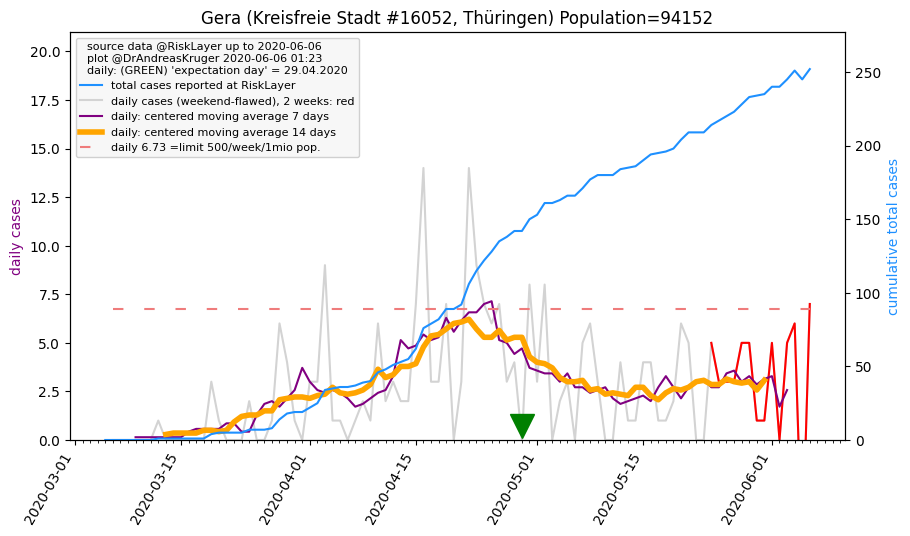 Gera (Kreisfreie Stadt #16052, Thüringen) Population=94152
source data @RiskLayer up to 2020-06-06
plot @DrAndreasKruger 2020-06-06 01:23
daily: (GREEN) 'expectation day' = 29.04.2020
total cases reported at RiskLayer
daily cases (weekend-flawed), 2 weeks: red
daily: centered moving average 7 days
daily: centered moving average 14 days
daily 6.73 =limit 500/week/1mio pop.
daily cases
20.0
17.5
15.0
12.5
10.0
7.5
5.0
2.5
0.0
250
200
150
100
50
0
cumulative total cases
2020-03-01
2020-03-15
2020-04-01
2020-04-15
2020-05-01
2020-05-15
2020-06-01